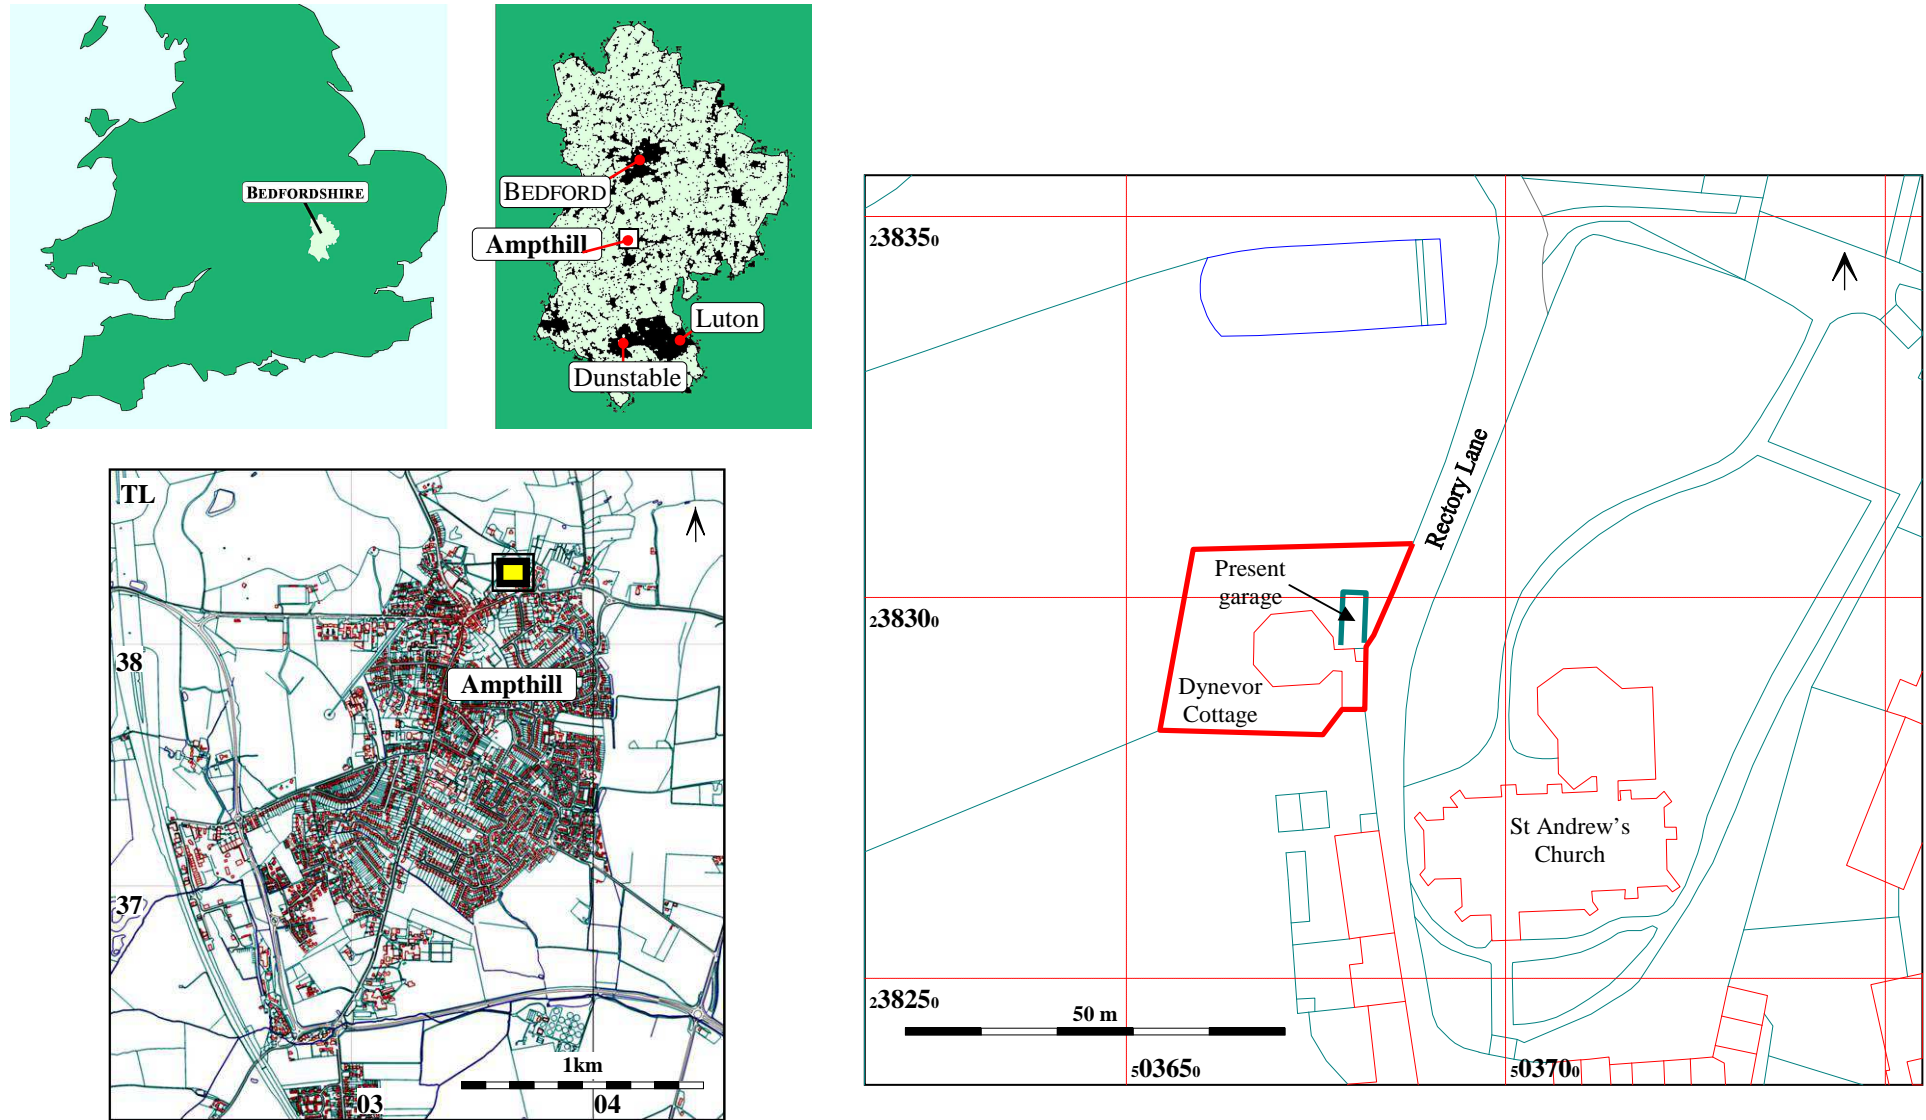 BEDFORDSHIRE
BEDFORD
Ampthill
Luton
Dunstable
TL
38
Ampthill
37
1km
03
04
238350
Rectory Lane
Present
garage
238300
Dynevor
Cottage
St Andrew's
Church
238250
50 m
503650
503700